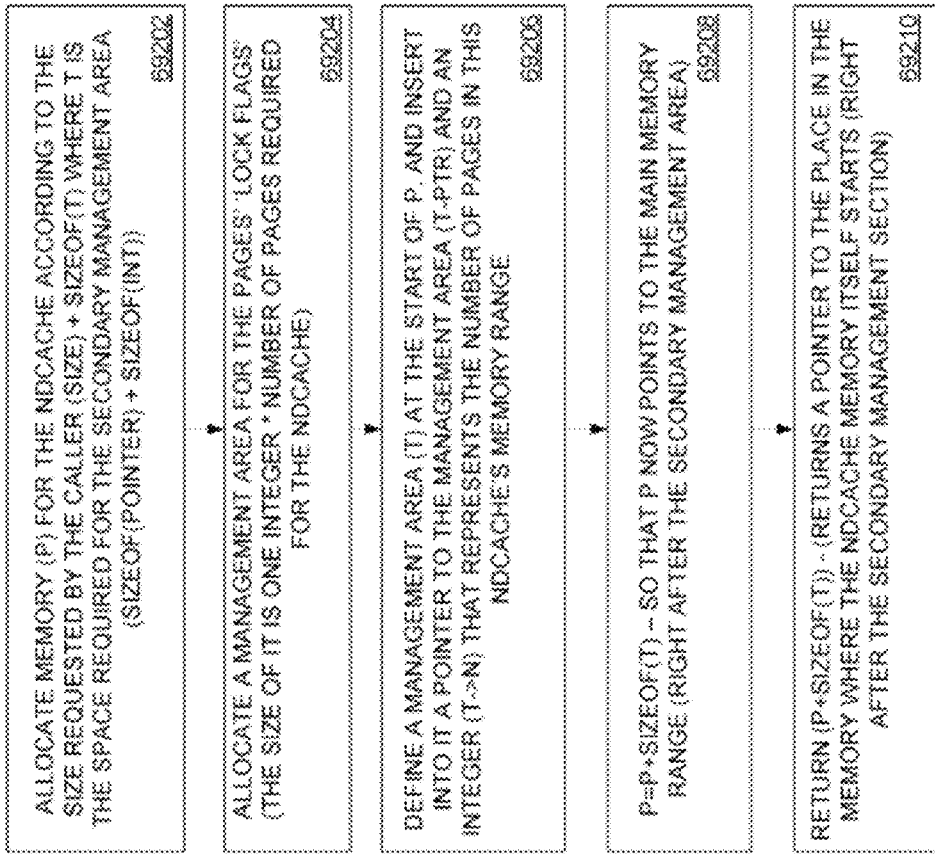 ALLOCATE MEMORY (P) FOR THE NDCACHE ACCORDING TO THE
SIZE REQUESTED BY THE CALLER (SIZE) + SIZEOF(T) WHERE T IS
THE SPACE REQUIRED FOR THE SECONDARY MANAGEMENT AREA
(SIZEOF(POINTER) + SIZEOF(INT))
69202
ALLOCATE A MANAGEMENT AREA FOR THE PAGES' 'LOCK FLAGS'
(THE SIZE OF IT IS ONE INTEGER * NUMBER OF PAGES REQUIRED
FOR THE NDCACHE)
69204
DEFINE A MANAGEMENT AREA (T) AT THE START OF P, AND INSERT
INTO IT A POINTER TO THE MANAGEMENT AREA (T-PTR) AND AN
INTEGER (T->N) THAT REPRESENTS THE NUMBER OF PAGES IN THIS
NDCACHE'S MEMORY RANGE
69206
P=P+SIZEOF(T) – SO THAT P NOW POINTS TO THE MAIN MEMORY
RANGE (RIGHT AFTER THE SECONDARY MANAGEMENT AREA)
69208
RETURN (P+SIZEOF(T)) - (RETURNS A POINTER TO THE PLACE IN THE
MEMORY WHERE THE NDCACHE MEMORY ITSELF STARTS (RIGHT
AFTER THE SECONDARY MANAGEMENT SECTION)
69210